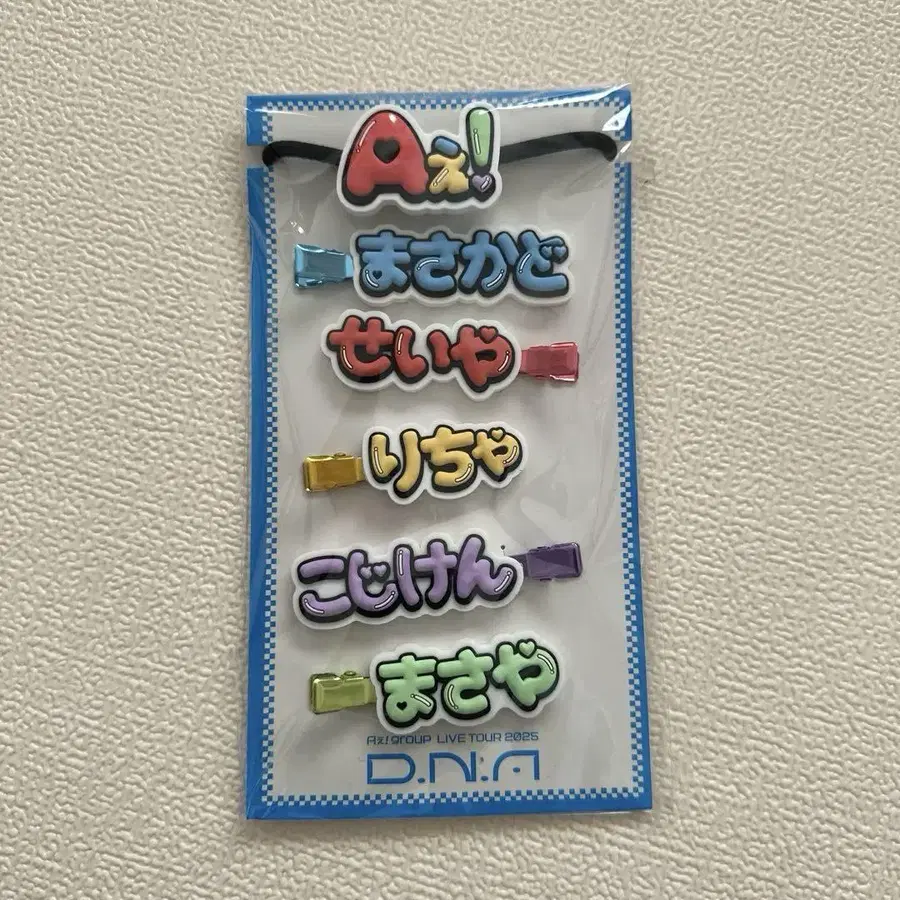 Aぇ!
まさかど
せいや
りちゃ
こじけん
まさや
Aぇ! group LIVE TOUR 2025
D.N.A